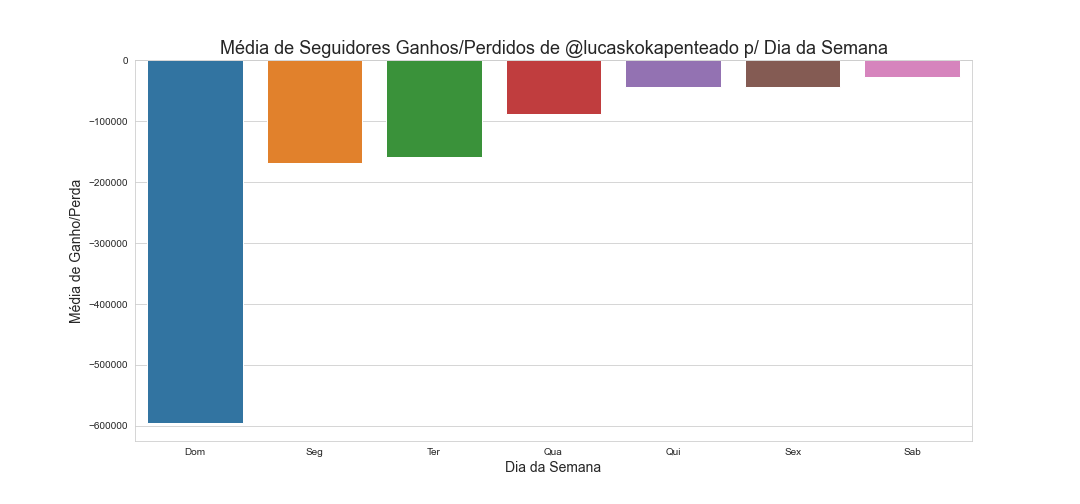 Média de Seguidores Ganhos/Perdidos de @lucaskokapenteado p/ Dia da Semana
Média de Ganho/Perda
0
−100000
−200000
−300000
−400000
−500000
−600000
Dom Seg Ter Qua Qui Sex Sab
Dia da Semana